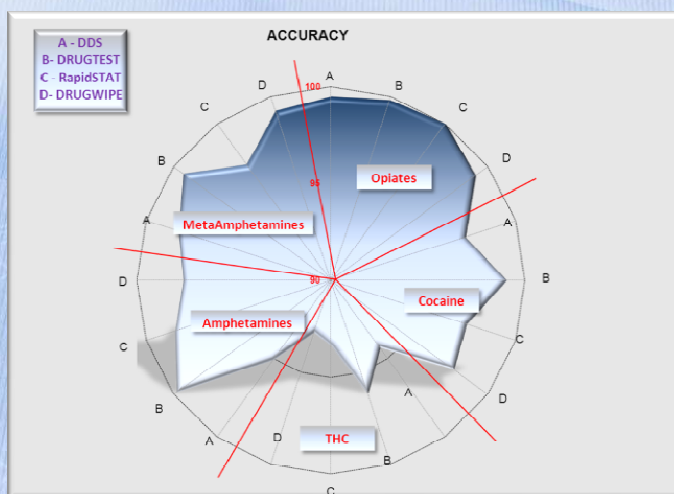 ACCURACY
A - DDS
B- DRUGTEST
C - RapidSTAT
D- DRUGWIPE
A
B
C
D
A
B
C
D
A
B
C
D
A
B
C
D
A
B
C
D
100
95
90
Opiates
MetaAmphetamines
Cocaine
Amphetamines
THC